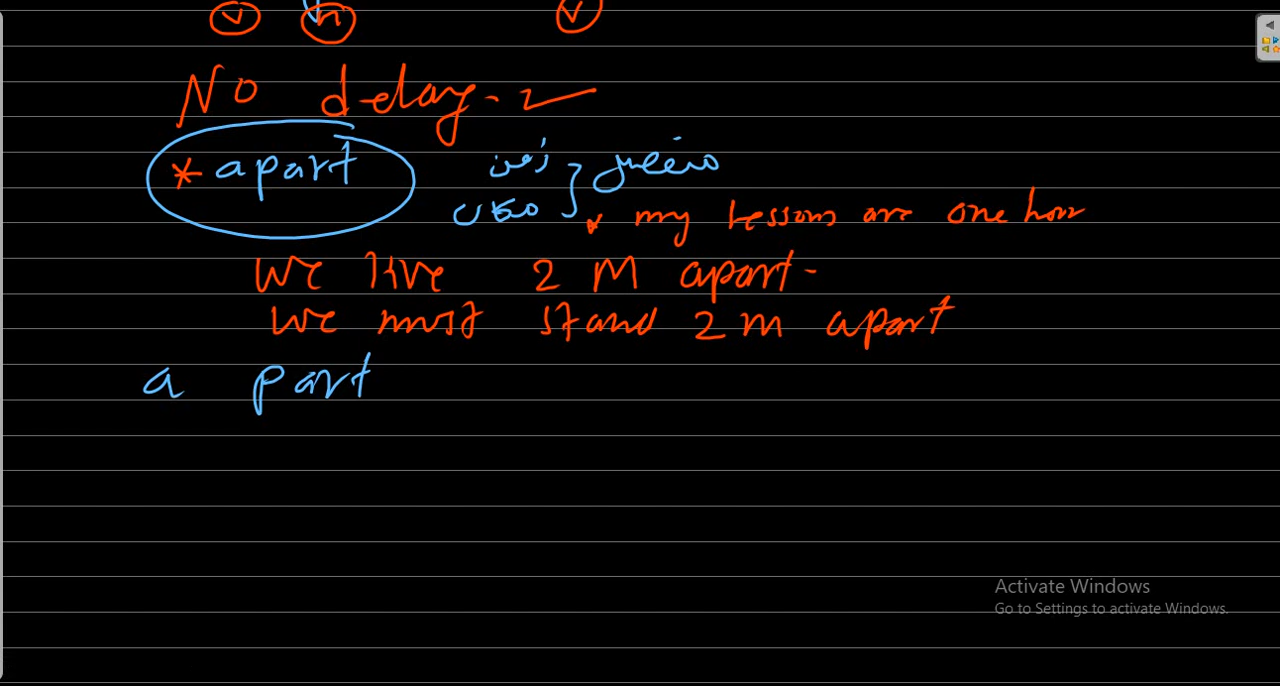 v n v
No delay.
* apart زمن منفصل
مكان * my lessons are one hour
We live 2 M apart.
We must stand 2 m apart
a part
Activate Windows
Go to Settings to activate Windows.